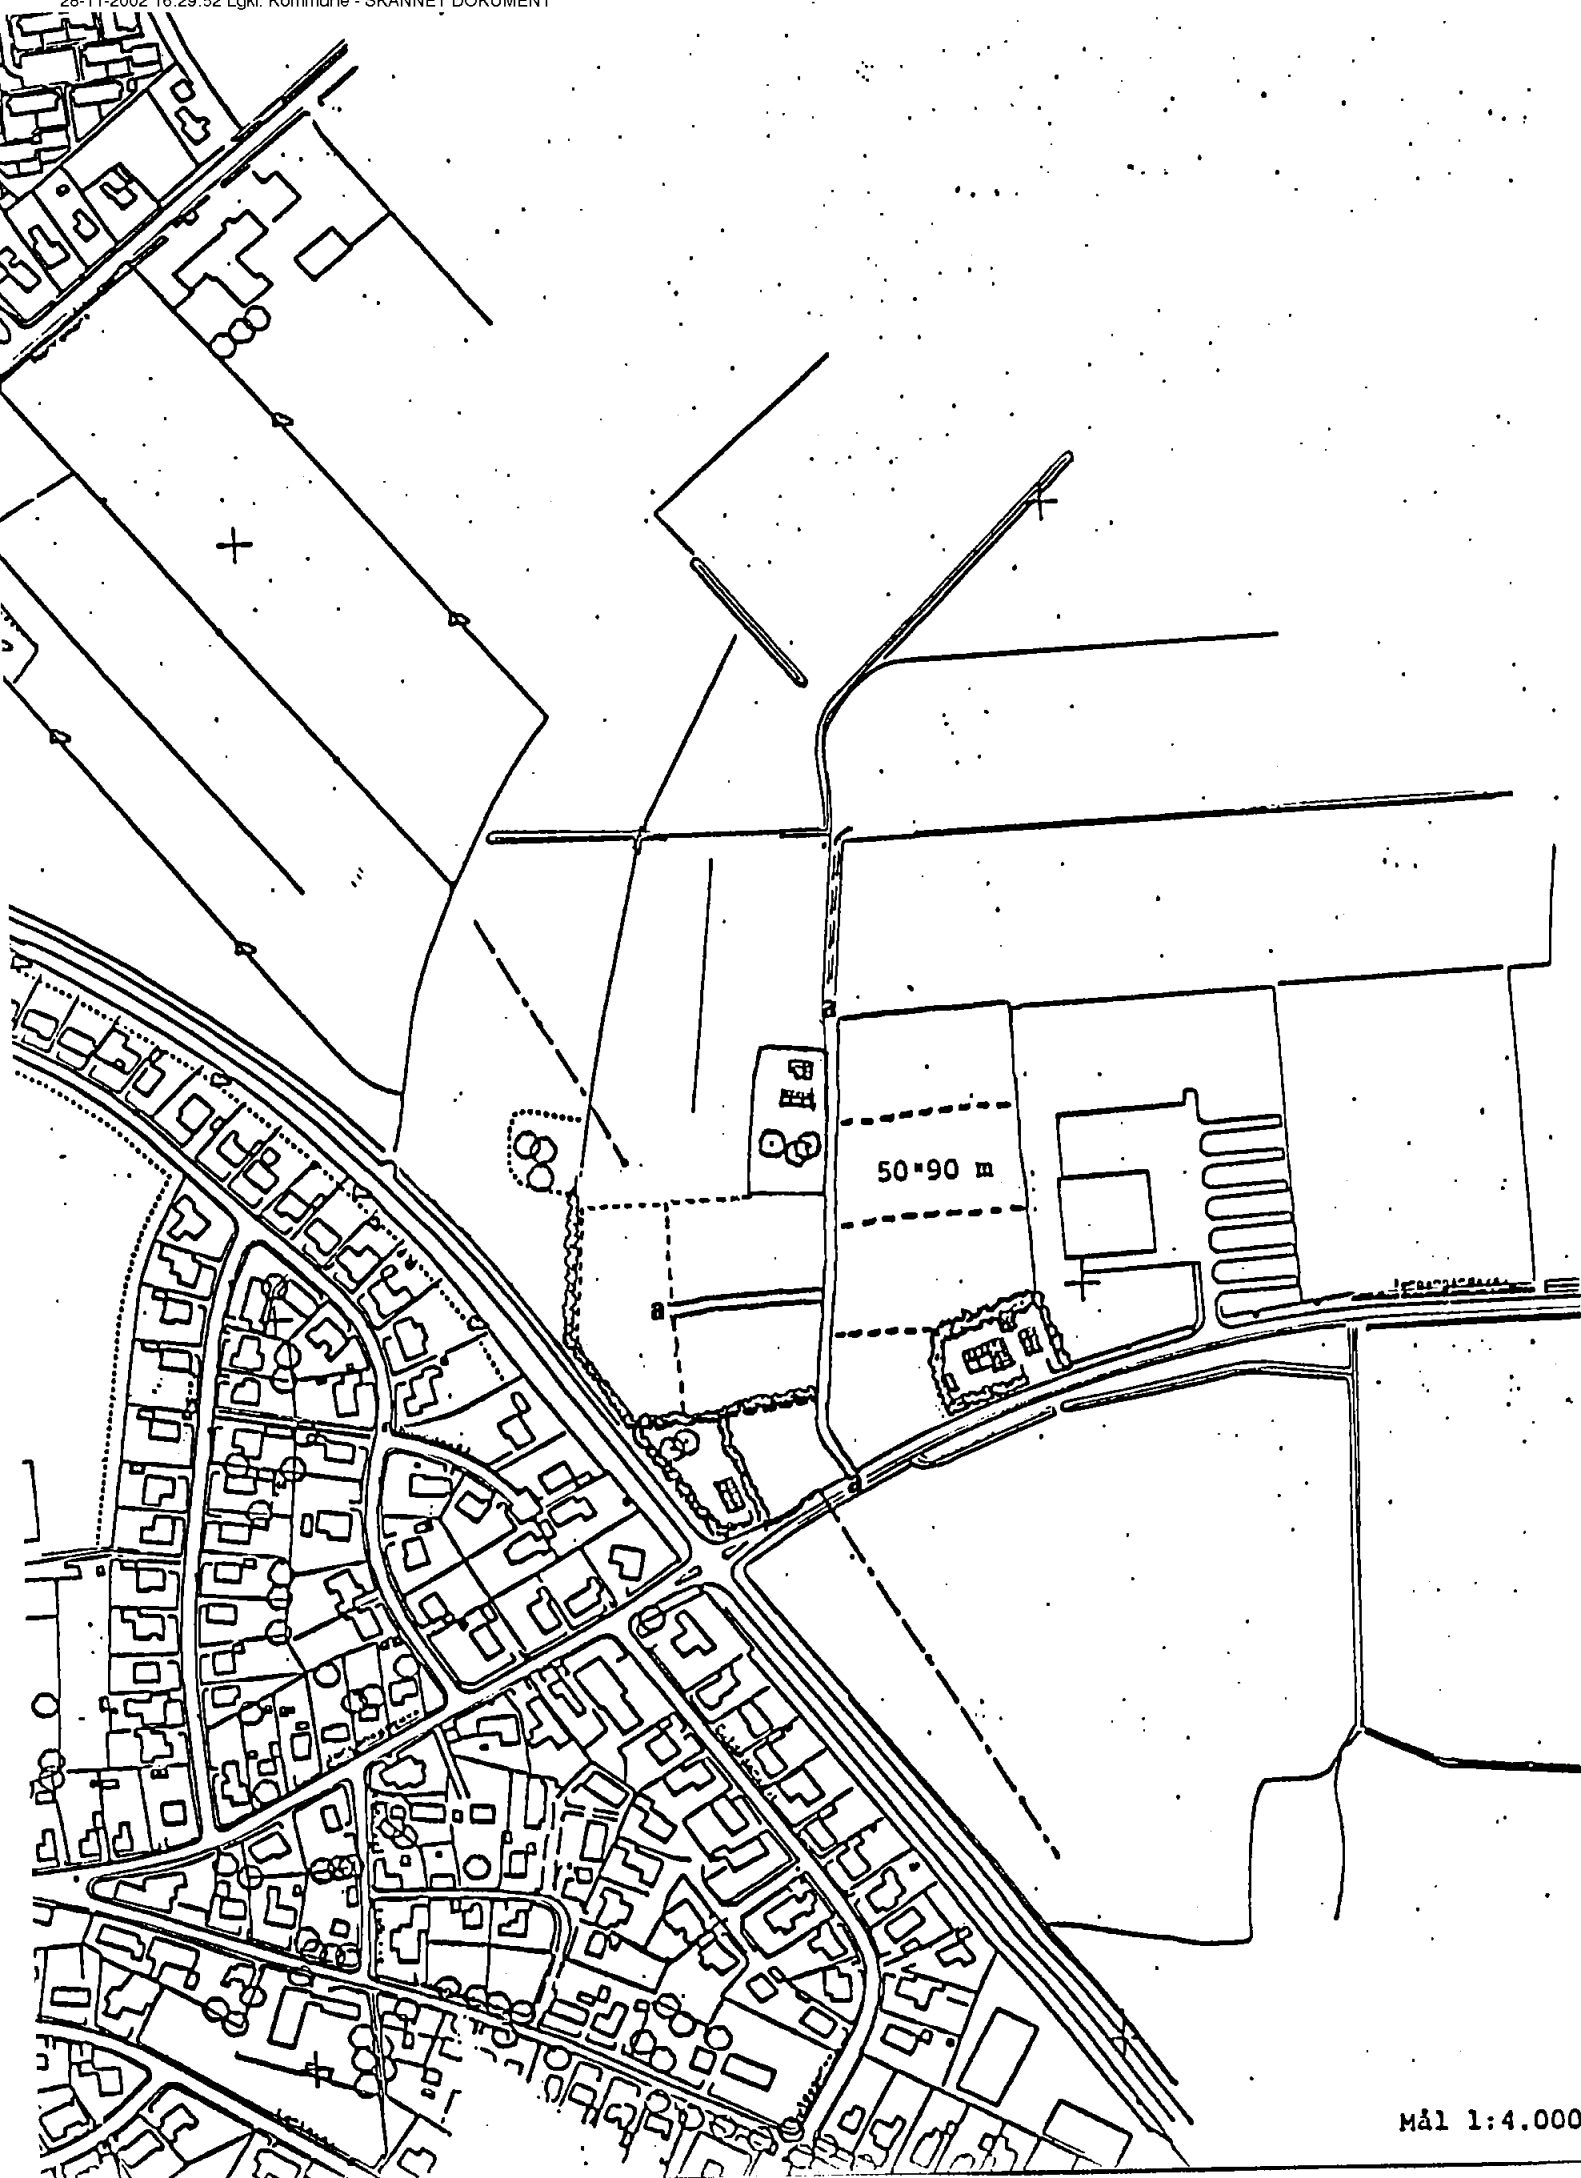 28-11-2002 16:29:52 Lgkl. Kommune - SKANNET DOKUMENT
a
50*90 m
a
Mål 1:4.000